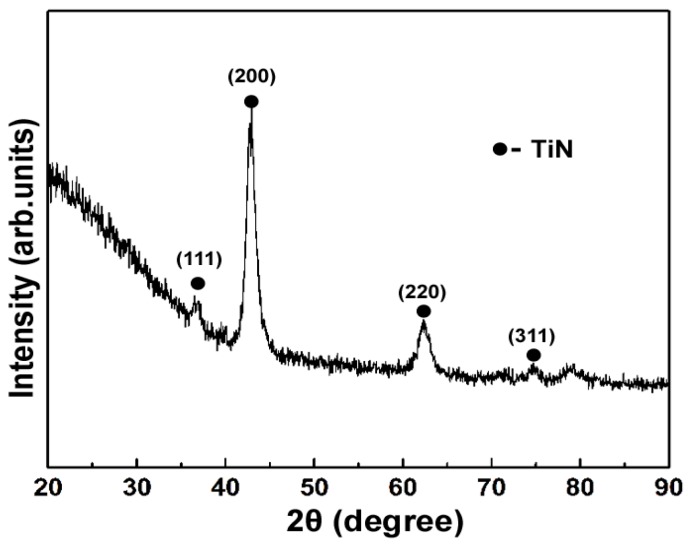 (200)
●- TiN
(111)
(220)
(311)
Intensity (arb.units)
20 30 40 50 60 70 80 90
2θ (degree)